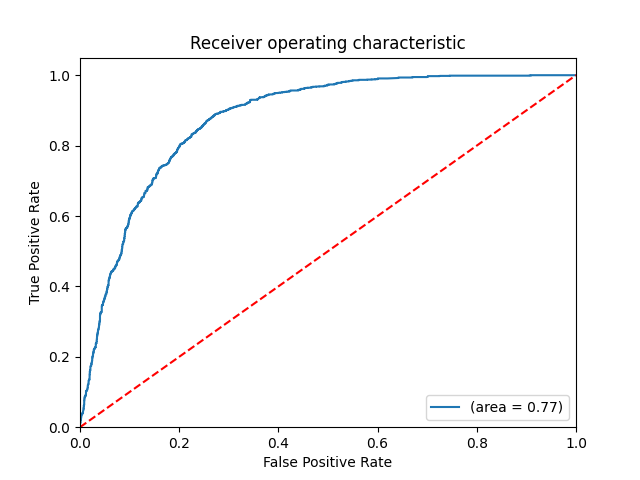 Receiver operating characteristic
1.0
0.8
0.6
0.4
0.2
0.0
True Positive Rate
(area = 0.77)
0.0 0.2 0.4 0.6 0.8 1.0
False Positive Rate